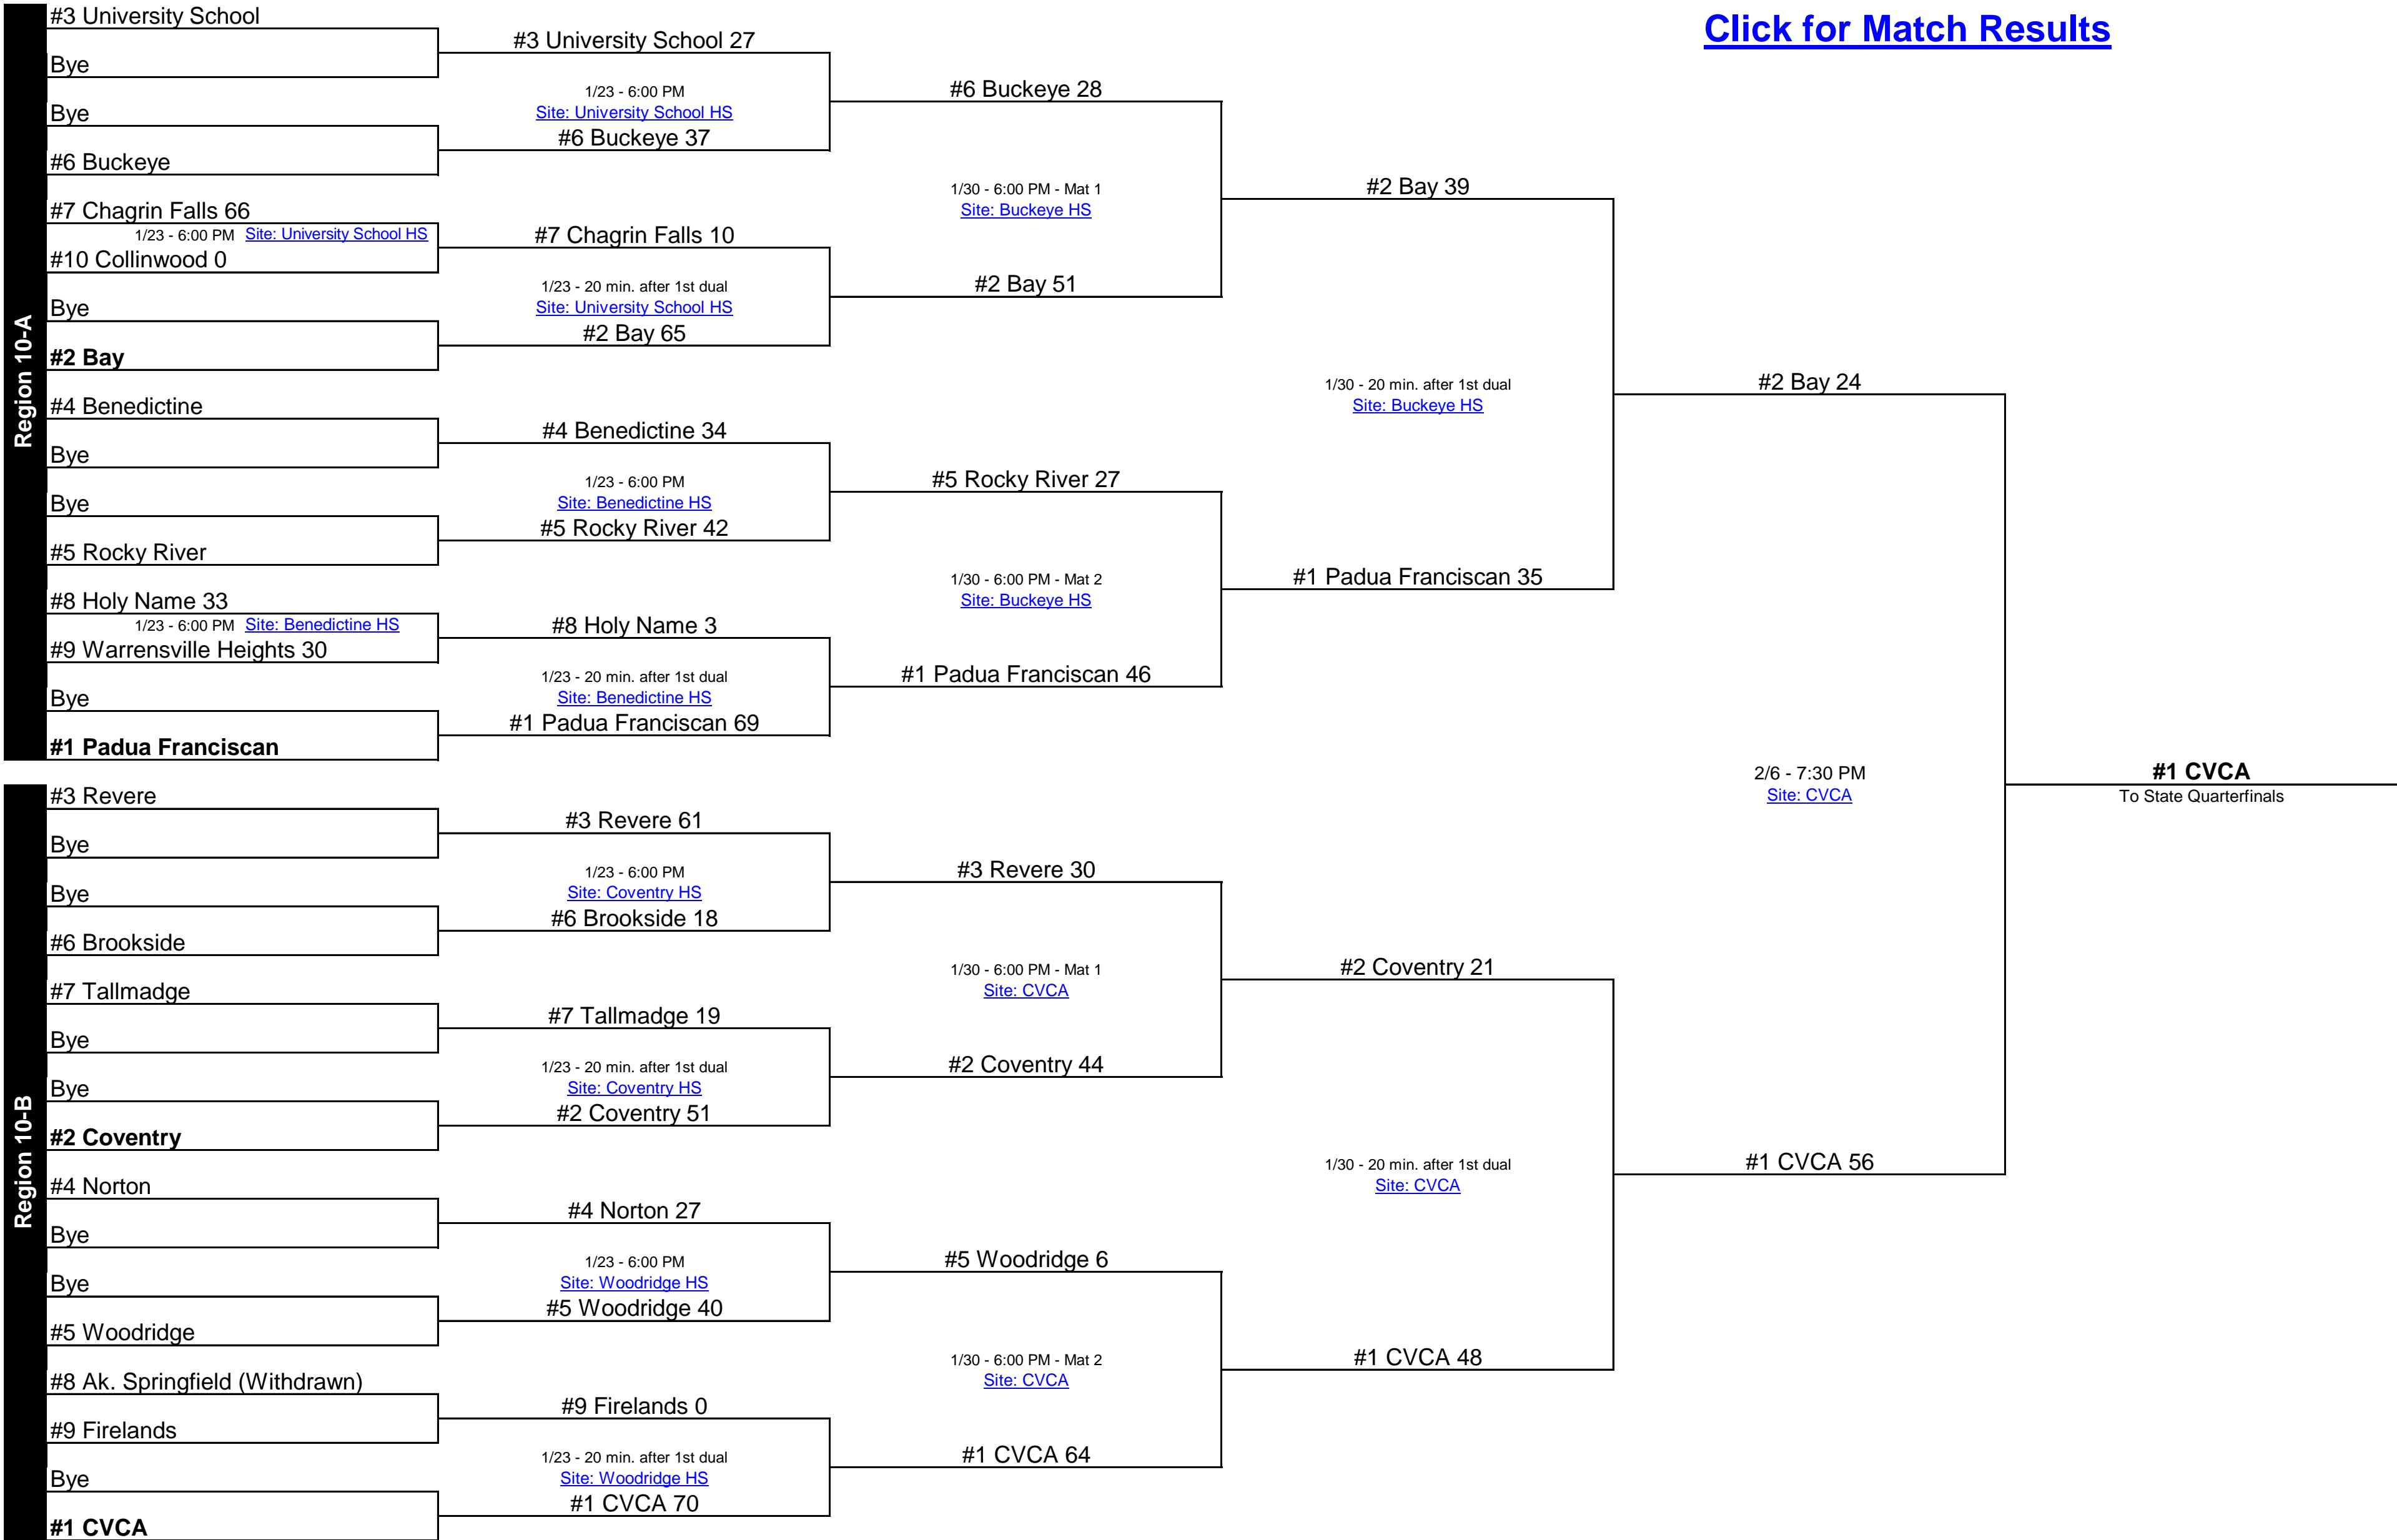 Click for Match Results
Region 10-A
#3 University School
Bye
Bye
#6 Buckeye
#7 Chagrin Falls 66
1/23 - 6:00 PM Site: University School HS
#10 Collinwood 0
Bye
#2 Bay
#4 Benedictine
Bye
Bye
#5 Rocky River
#8 Holy Name 33
1/23 - 6:00 PM Site: Benedictine HS
#9 Warrensville Heights 30
Bye
#1 Padua Franciscan
Region 10-B
#3 Revere
Bye
Bye
#6 Brookside
#7 Tallmadge
Bye
Bye
#2 Coventry
#4 Norton
Bye
Bye
#5 Woodridge
#8 Ak. Springfield (Withdrawn)
#9 Firelands
Bye
#1 CVCA
#3 University School 27
1/23 - 6:00 PM
Site: University School HS
#6 Buckeye 37
#7 Chagrin Falls 10
1/23 - 20 min. after 1st dual
Site: University School HS
#2 Bay 65
#4 Benedictine 34
1/23 - 6:00 PM
Site: Benedictine HS
#5 Rocky River 42
#8 Holy Name 3
1/23 - 20 min. after 1st dual
Site: Benedictine HS
#1 Padua Franciscan 69
#3 Revere 61
1/23 - 6:00 PM
Site: Coventry HS
#6 Brookside 18
#7 Tallmadge 19
1/23 - 20 min. after 1st dual
Site: Coventry HS
#2 Coventry 51
#4 Norton 27
1/23 - 6:00 PM
Site: Woodridge HS
#5 Woodridge 40
#9 Firelands 0
1/23 - 20 min. after 1st dual
Site: Woodridge HS
#1 CVCA 70
#6 Buckeye 28
1/30 - 6:00 PM - Mat 1
Site: Buckeye HS
#2 Bay 51
#5 Rocky River 27
1/30 - 6:00 PM - Mat 2
Site: Buckeye HS
#1 Padua Franciscan 46
#3 Revere 30
1/30 - 6:00 PM - Mat 1
Site: CVCA
#2 Coventry 44
#5 Woodridge 6
1/30 - 6:00 PM - Mat 2
Site: CVCA
#1 CVCA 64
#2 Bay 39
1/30 - 20 min. after 1st dual
Site: Buckeye HS
#1 Padua Franciscan 35
#2 Coventry 21
1/30 - 20 min. after 1st dual
Site: CVCA
#1 CVCA 48
#2 Bay 24
2/6 - 7:30 PM
Site: CVCA
#1 CVCA 56
#1 CVCA
To State Quarterfinals